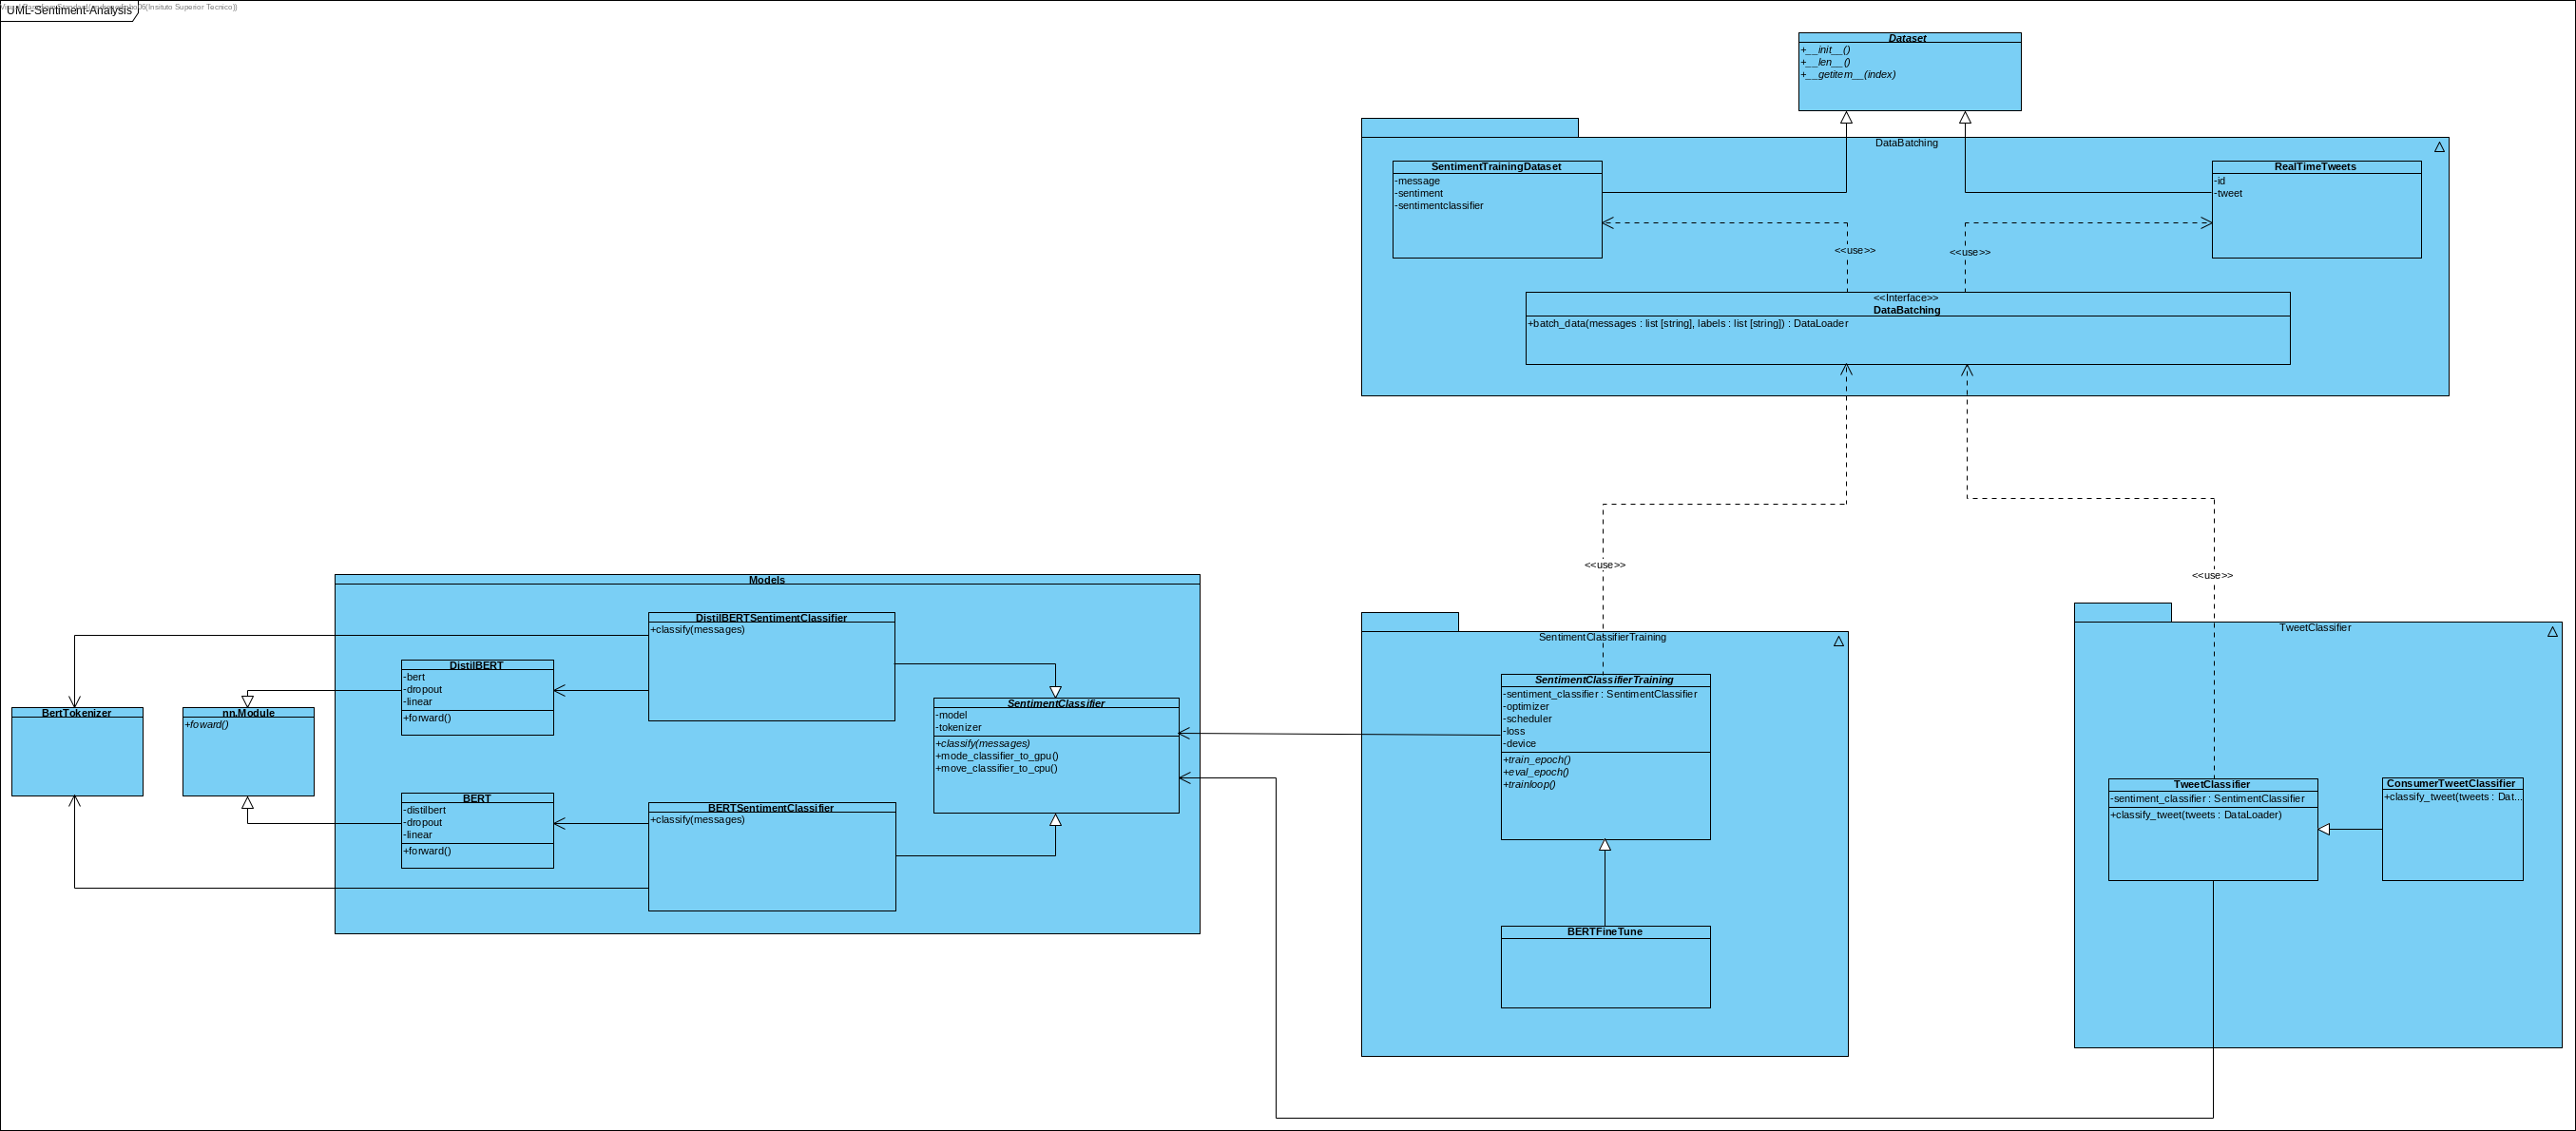 UML-Sentiment-Analysis
Dataset
+__init__()
+__len__()
+__getitem__(index)
DataBatching
SentimentTrainingDataset
-message
-sentiment
-sentimentclassifier
RealTimeTweets
-id
-tweet
<<use>>
<<use>>
<<Interface>>
DataBatching
+batch_data(messages : list [string], labels : list [string]) : DataLoader
<<use>>
<<use>>
Models
DistilBERTSentimentClassifier
+classify(messages)
DistilBERT
-bert
-dropout
-linear
+forward()
BertTokenizer
nn.Module
+foward()
SentimentClassifier
-model
-tokenizer
+classify(messages)
+mode_classifier_to_gpu()
+move_classifier_to_cpu()
BERT
-distilbert
-dropout
-linear
+forward()
BERTSentimentClassifier
+classify(messages)
SentimentClassifierTraining
SentimentClassifierTraining
-sentiment_classifier : SentimentClassifier
-optimizer
-scheduler
-loss
-device
+train_epoch()
+eval_epoch()
+trainloop()
BERTFineTune
TweetClassifier
TweetClassifier
-sentiment_classifier : SentimentClassifier
+classify_tweet(tweets : DataLoader)
ConsumerTweetClassifier
+classify_tweet(tweets : Dat...